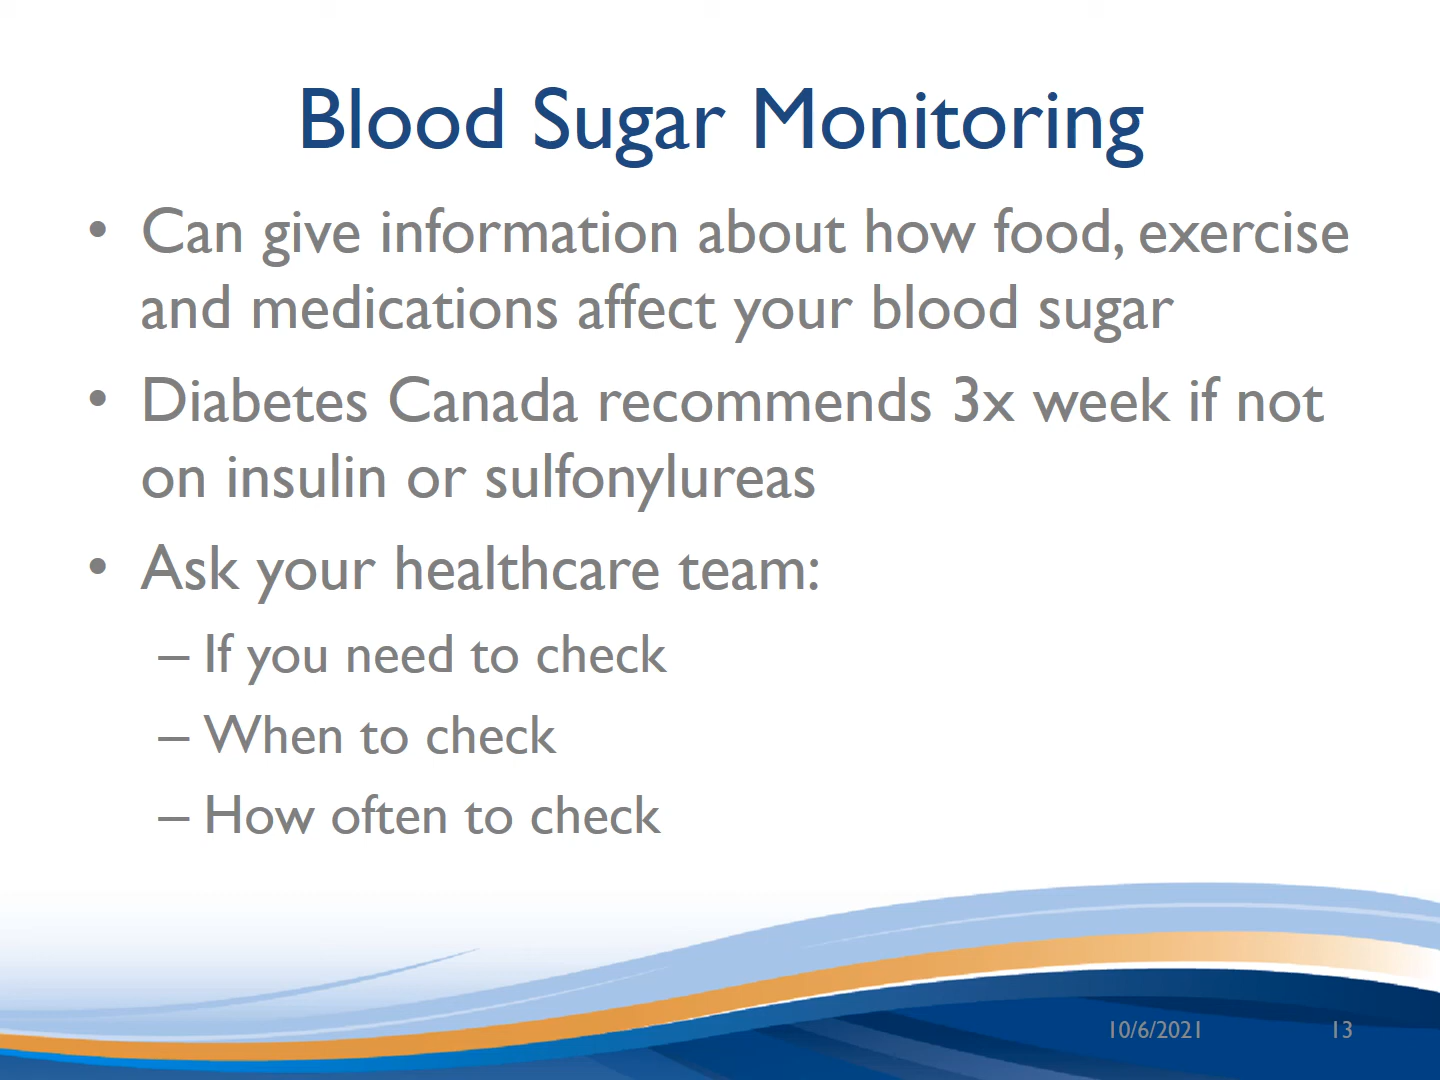 Blood Sugar Monitoring
• Can give information about how food, exercise
and medications affect your blood sugar
• Diabetes Canada recommends 3x week if not
on insulin or sulfonylureas
• Ask your healthcare team:
– If you need to check
– When to check
– How often to check
10/6/2021 13